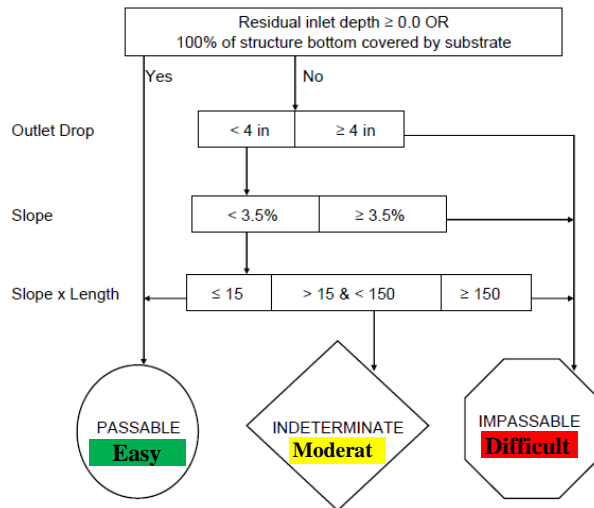 Residual inlet depth ≥ 0.0 OR
100% of structure bottom covered by substrate
Yes
No
Outlet Drop
< 4 in
≥ 4 in
Slope
< 3.5%
≥ 3.5%
Slope x Length
≤ 15
> 15 & < 150
≥ 150
PASSABLE
Easy
INDETERMINATE
Moderat
IMPASSABLE
Difficult